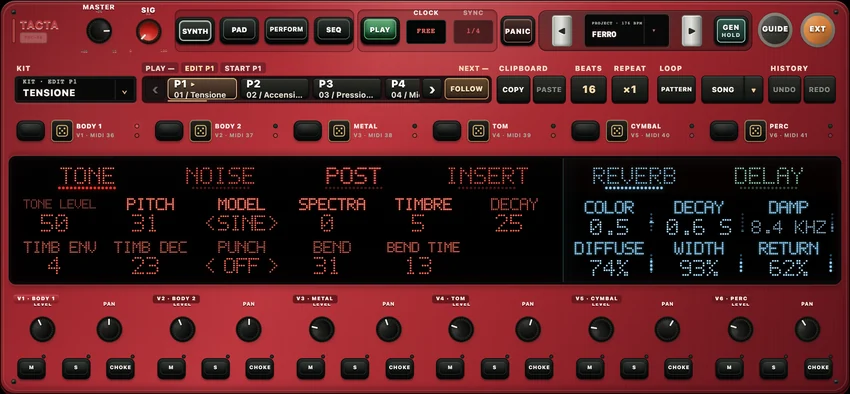 TACTA
MASTER
SIG
SYNTH
PAD
PERFORM
SEQ
PLAY
CLOCK
FREE
SYNC
1/4
PANIC
PROJECT · 174 BPM
FERRO
GEN
HOLD
GUIDE
EXT
KIT
KIT · EDIT P1
TENSIONE
PLAY —
EDIT P1
START P1
NEXT —
P1
01 / Tensione
P2
02 / Accensi...
P3
03 / Pressio...
P4
FOLLOW
CLIPBOARD
COPY
PASTE
BEATS
16
REPEAT
×1
LOOP
PATTERN
SONG
HISTORY
UNDO
REDO
BODY 1
V1 · MIDI 36
BODY 2
V2 · MIDI 37
METAL
V3 · MIDI 38
TOM
V4 · MIDI 39
CYMBAL
V5 · MIDI 40
PERC
V6 · MIDI 41
TONE NOISE POST INSERT REVERB DELAY
TONE LEVEL PITCH MODEL SPECTRA TIMBRE DECAY
50 31 <SINE> 0 5 25
TIMB ENV TIMB DEC PUNCH BEND BEND TIME
4 23 < OFF > 31 13
COLOR DECAY DAMP
0.5 0.6 S 8.4 KHZ
DIFFUSE WIDTH RETURN
74% 93% 62%
V1 · BODY 1
LEVEL
PAN
V2 · BODY 2
LEVEL
PAN
V3 · METAL
LEVEL
PAN
V4 · TOM
LEVEL
PAN
V5 · CYMBAL
LEVEL
PAN
V6 · PERC
LEVEL
PAN
M S CHOKE
M S CHOKE
M S CHOKE
M S CHOKE
M S CHOKE
M S CHOKE